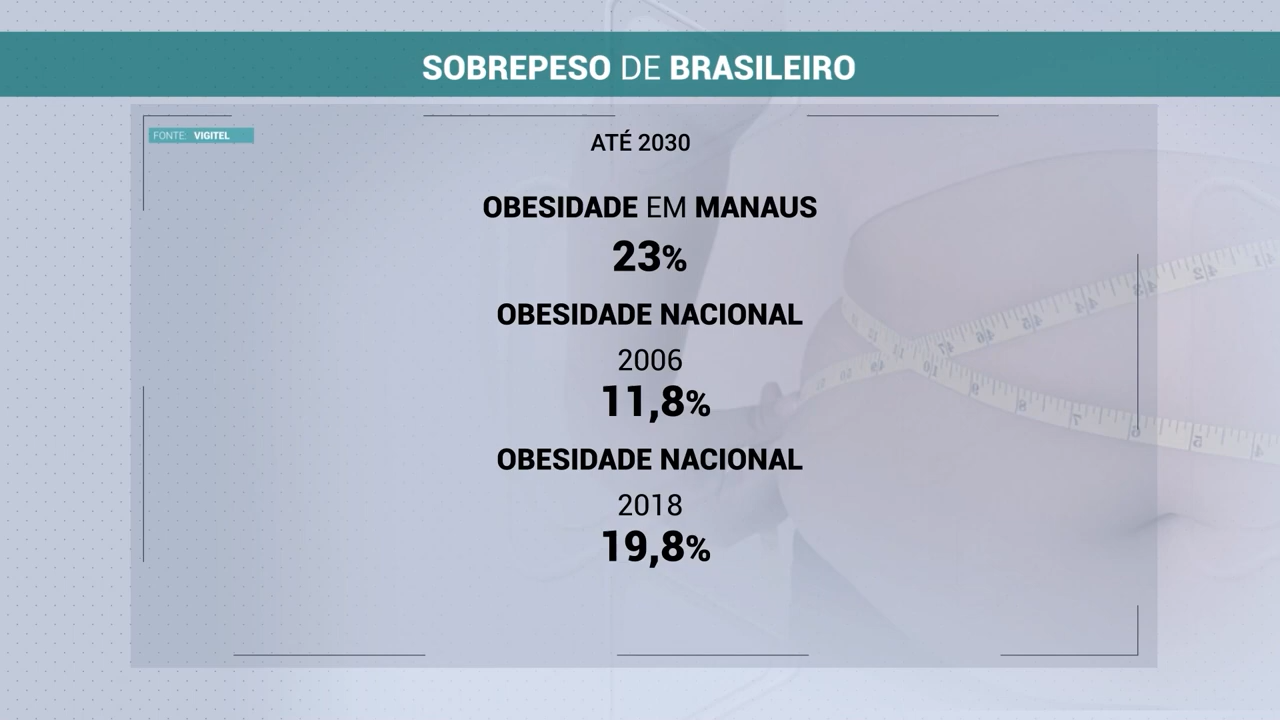 SOBREPESO DE BRASILEIRO
FONTE: VIGITEL
ATÉ 2030
OBESIDADE EM MANAUS
23%
OBESIDADE NACIONAL
2006
11,8%
OBESIDADE NACIONAL
2018
19,8%